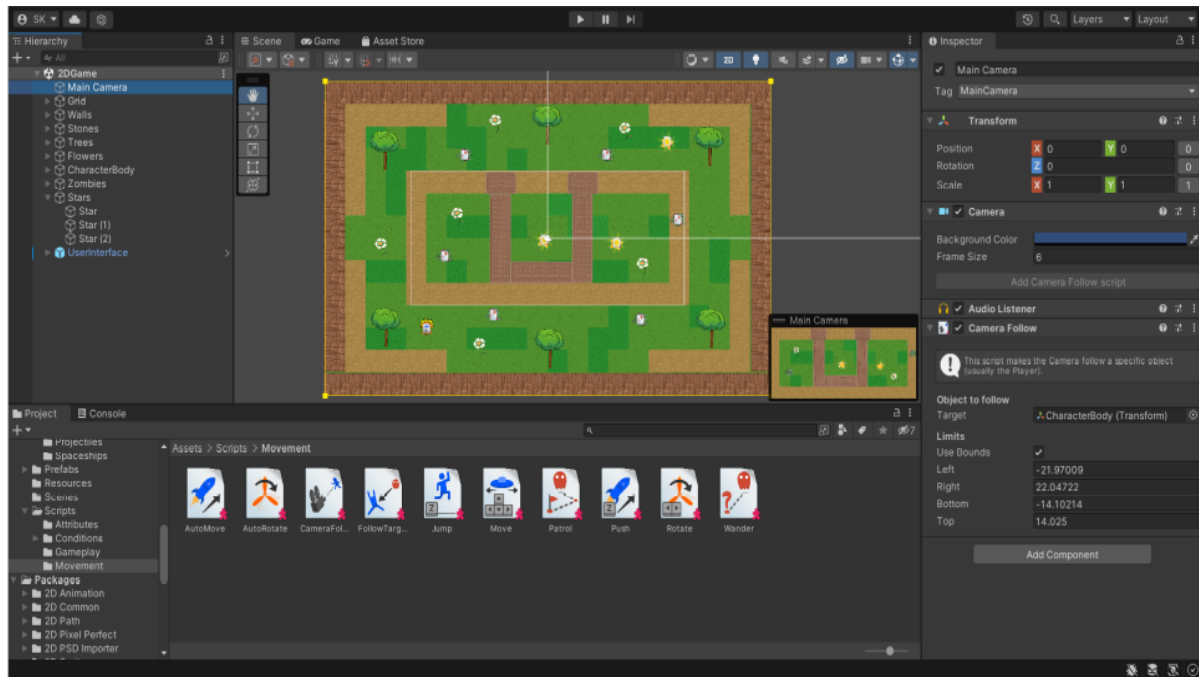 SK
Layers
Layout
Hierarchy
All
2DGame
Main Camera
Grid
Walls
Stones
Trees
Flowers
CharacterBody
Zombies
Stars
Star
Star (1)
Star (2)
UserInterface
Scene
Game
Asset Store
2D
Main Camera
Inspector
Main Camera
Tag MainCamera
Transform
Position X 0 Y 0 0
Rotation Z 0 0
Scale X 1 Y 1 1
Camera
Background Color
Frame Size 6
Add Camera Follow script
Audio Listener
Camera Follow
This script makes the Camera follow a specific object
(usually the Player).
Object to follow
Target CharacterBody (Transform)
Limits
Use Bounds
Left -21.97009
Right 22.04722
Bottom -14.10214
Top 14.025
Add Component
Project
Console
7
Projectiles
Spaceships
Prefabs
Resources
Scenes
Scripts
Attributes
Conditions
Gameplay
Movement
Packages
2D Animation
2D Common
2D Path
2D Pixel Perfect
2D PSD Importer
Assets > Scripts > Movement
AutoMove
AutoRotate
CameraFol...
FollowTarg...
Jump
Move
Patrol
Push
Rotate
Wander
Z
Z